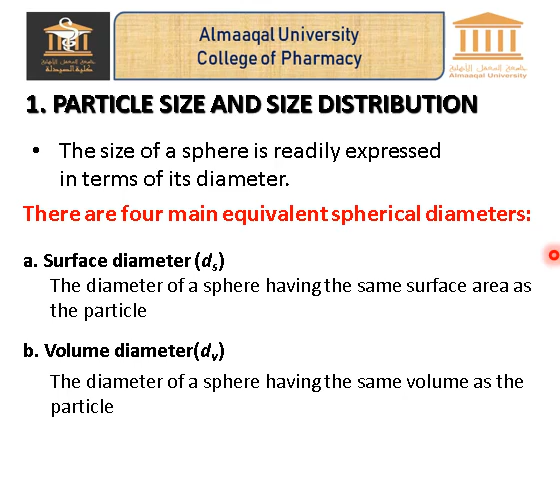 Almaaqal University
College of Pharmacy
Almaaqal University
1. PARTICLE SIZE AND SIZE DISTRIBUTION
• The size of a sphere is readily expressed
in terms of its diameter.
There are four main equivalent spherical diameters:
a. Surface diameter (ds)
The diameter of a sphere having the same surface area as
the particle
b. Volume diameter(dv)
The diameter of a sphere having the same volume as the
particle